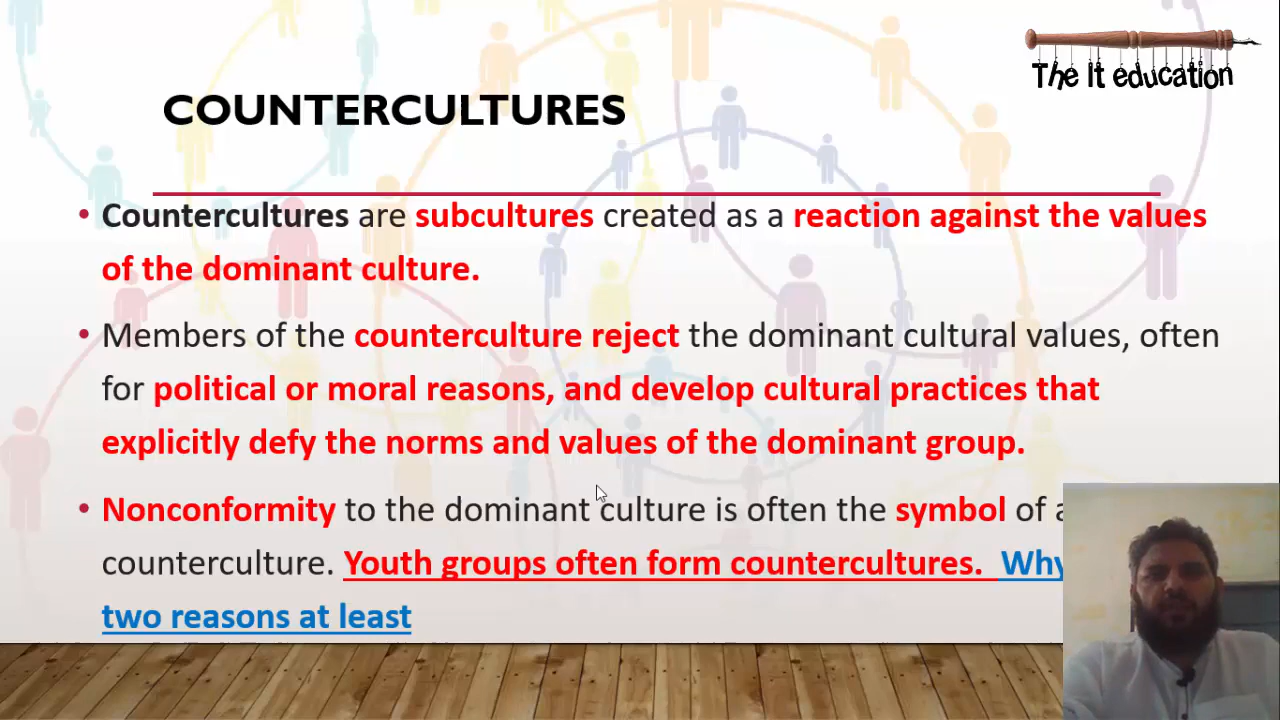 The It education
COUNTERCULTURES
• Countercultures are subcultures created as a reaction against the values
of the dominant culture.
• Members of the counterculture reject the dominant cultural values, often
for political or moral reasons, and develop cultural practices that
explicitly defy the norms and values of the dominant group.
• Nonconformity to the dominant culture is often the symbol of a
counterculture. Youth groups often form countercultures. Why
two reasons at least